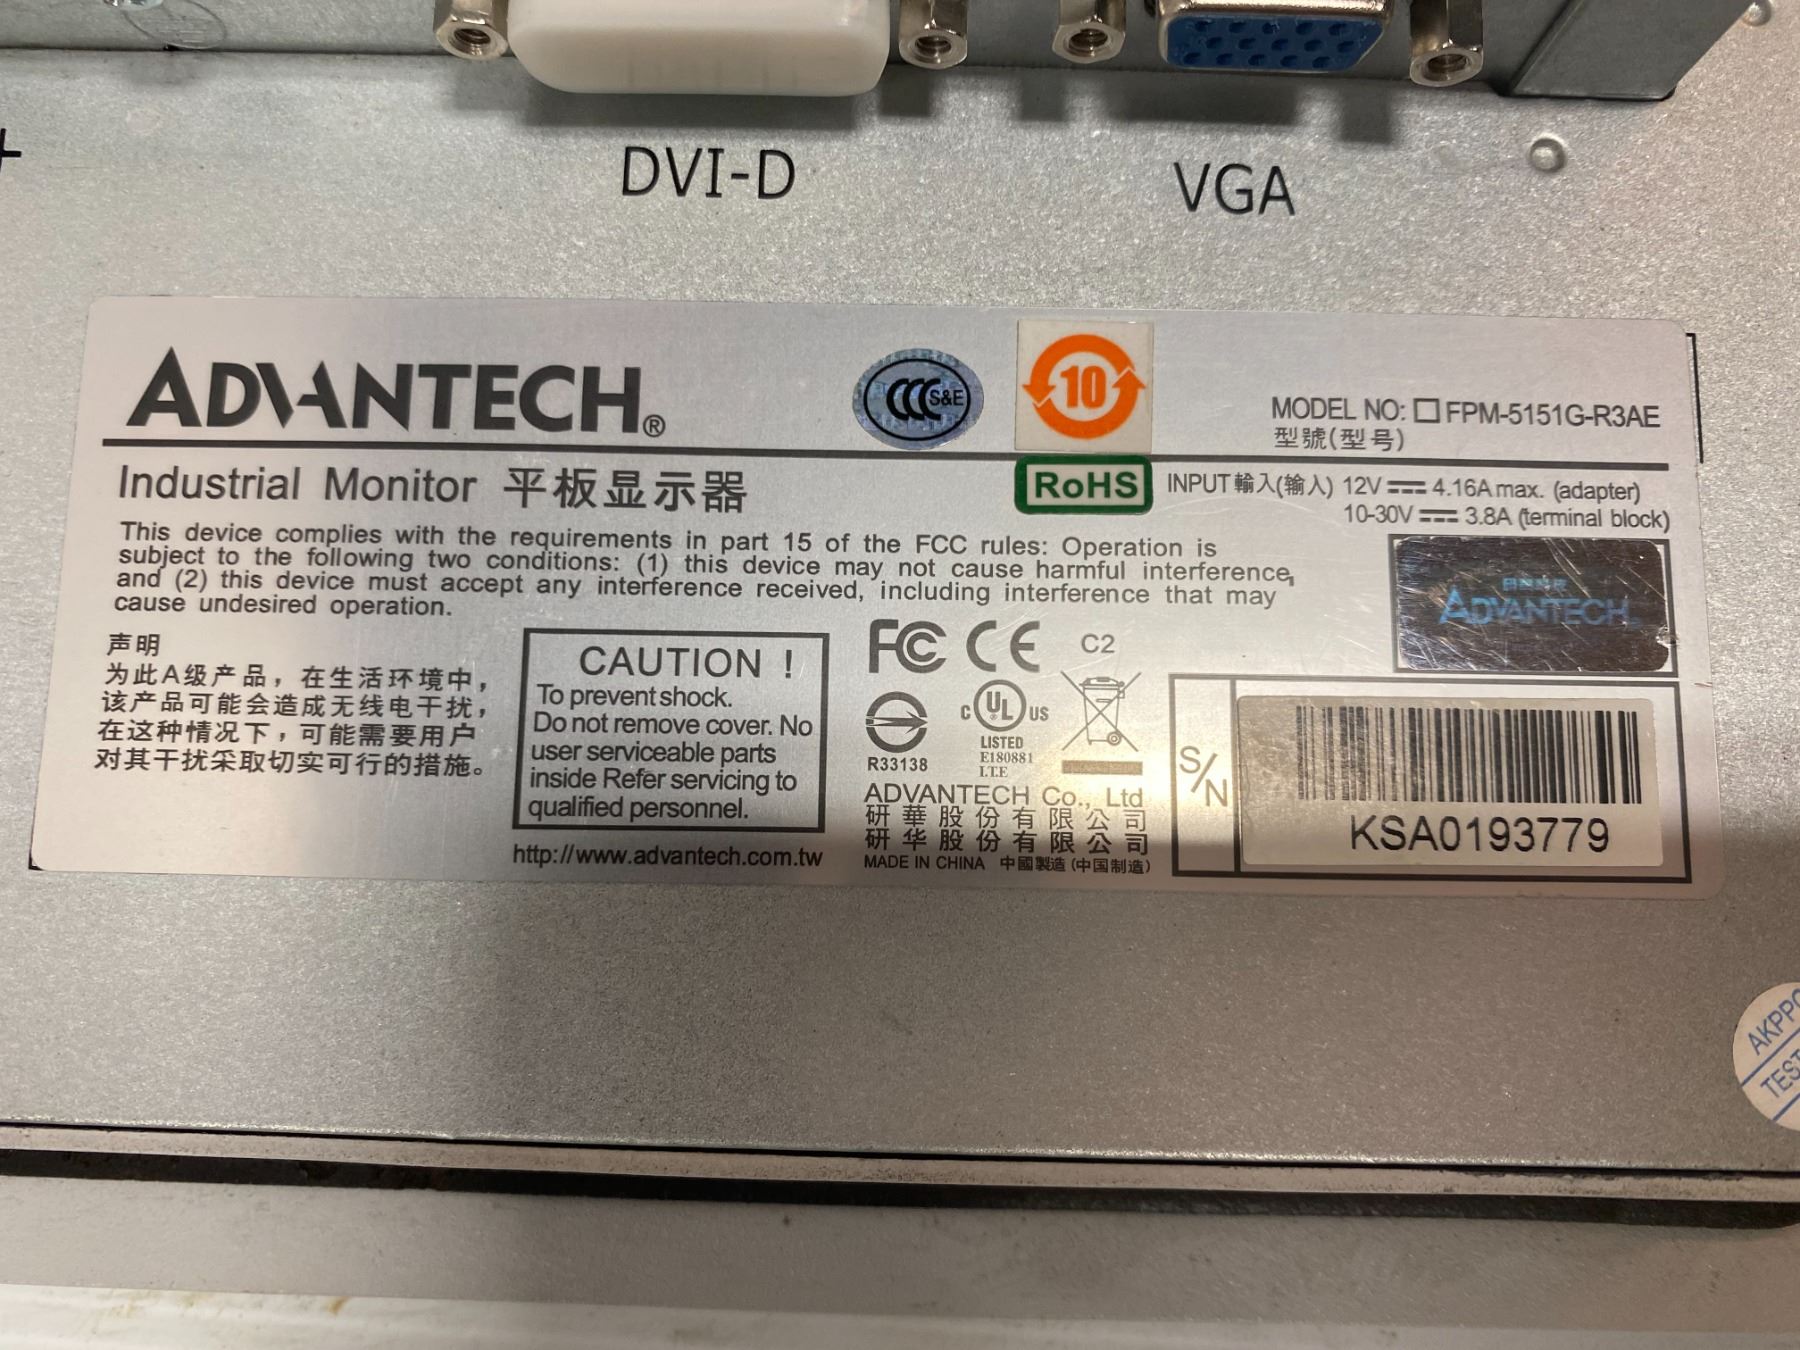 DVI-D
VGA
ADVANTECH®
CCC S&E
10
MODEL NO: □FPM-5151G-R3AE
型號(型号)
Industrial Monitor 平板显示器
RoHS
INPUT 輸入(输入) 12V⎓4.16A max. (adapter)
10-30V⎓3.8A (terminal block)
This device complies with the requirements in part 15 of the FCC rules: Operation is
subject to the following two conditions: (1) this device may not cause harmful interference,
and (2) this device must accept any interference received, including interference that may
cause undesired operation.
ADVANTECH
声明
为此A级产品，在生活环境中，
该产品可能会造成无线电干扰，
在这种情况下，可能需要用户
对其干扰采取切实可行的措施。
CAUTION !
To prevent shock.
Do not remove cover. No
user serviceable parts
inside Refer servicing to
qualified personnel.
http://www.advantech.com.tw
FC CE C2
R33138
C UL US
LISTED
E180881
I.T.E
ADVANTECH Co., Ltd
研華股份有限公司
研华股份有限公司
MADE IN CHINA 中國製造 (中国制造)
S/N
KSA0193779
AKPPO
TEST